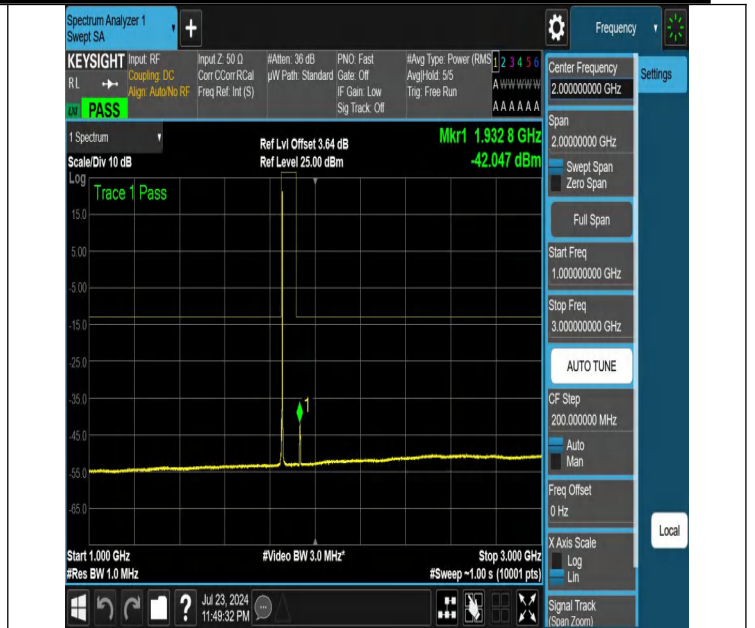 Spectrum Analyzer 1
Swept SA
+
Frequency
KEYSIGHT
RL
PASS
Input: RF
Coupling: DC
Align: Auto/No RF
Input Z: 50 Ω
Corr CCorr RCal
Freq Ref: Int (S)
#Atten: 36 dB
µW Path: Standard
PNO: Fast
Gate: Off
IF Gain: Low
Sig Track: Off
#Avg Type: Power (RMS
Avg|Hold: 5/5
Trig: Free Run
1 2 3 4 5 6
A W W W W W
A A A A A A
1 Spectrum
Scale/Div 10 dB
Ref Lvl Offset 3.64 dB
Ref Level 25.00 dBm
Mkr1 1.932 8 GHz
-42.047 dBm
Log
Trace 1 Pass
15.0
5.00
-5.00
-15.0
-25.0
-35.0
-45.0
-55.0
-65.0
1
Start 1.000 GHz
#Res BW 1.0 MHz
#Video BW 3.0 MHz*
Stop 3.000 GHz
#Sweep ~1.00 s (10001 pts)
Center Frequency
2.000000000 GHz
Settings
Span
2.00000000 GHz
Swept Span
Zero Span
Full Span
Start Freq
1.000000000 GHz
Stop Freq
3.000000000 GHz
AUTO TUNE
CF Step
200.000000 MHz
Auto
Man
Freq Offset
0 Hz
X Axis Scale
Log
Lin
Local
Signal Track
(Span Zoom)
?
Jul 23, 2024
11:49:32 PM